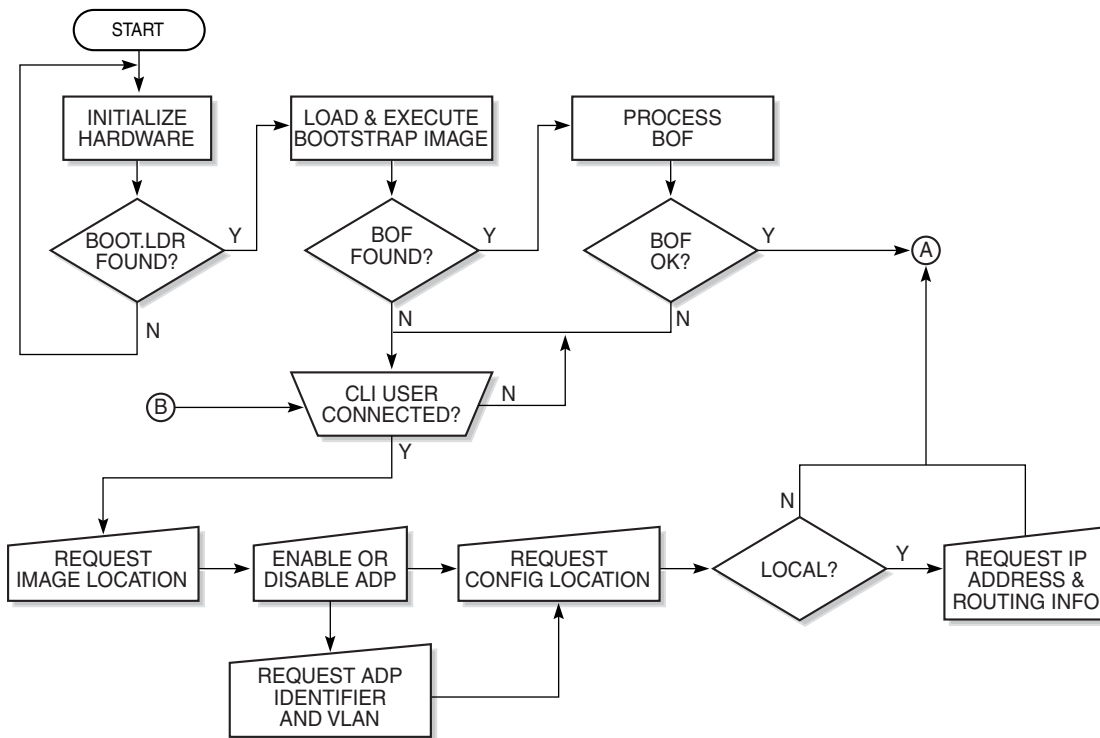 START
INITIALIZE
HARDWARE
LOAD & EXECUTE
BOOTSTRAP IMAGE
PROCESS
BOF
BOOT.LDR
FOUND?
Y
N
BOF
FOUND?
Y
N
BOF
OK?
Y
N
A
B
CLI USER
CONNECTED?
N
Y
REQUEST
IMAGE LOCATION
ENABLE OR
DISABLE ADP
REQUEST
CONFIG LOCATION
N
LOCAL?
Y
REQUEST IP
ADDRESS &
ROUTING INFO
REQUEST ADP
IDENTIFIER
AND VLAN